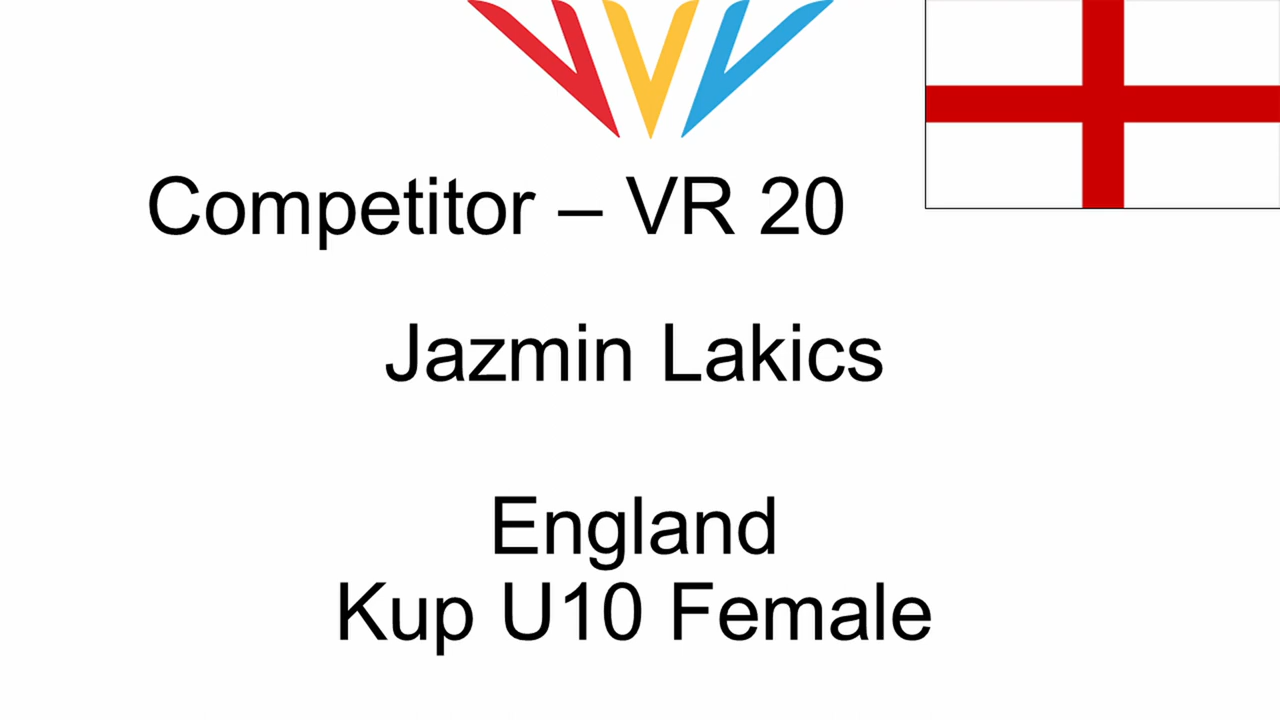 Competitor – VR 20
Jazmin Lakics
England
Kup U10 Female